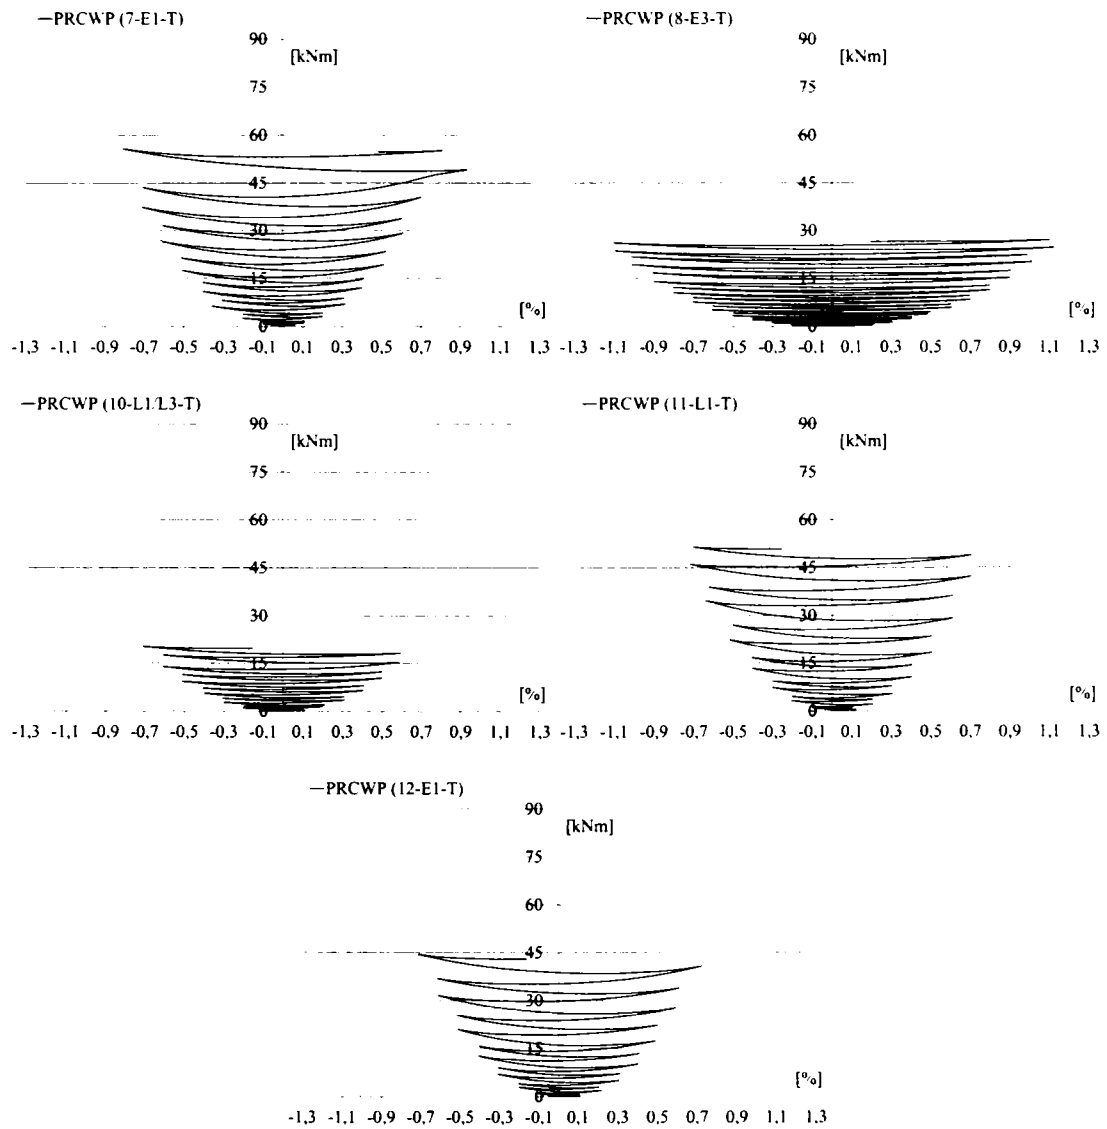 —PRCWP (7-E1-T)
90
[kNm]
75
60
45
30
15
[%]
0
-1,3 -1,1 -0,9 -0,7 -0,5 -0,3 -0,1 0,1 0,3 0,5 0,7 0,9 1,1 1,3
—PRCWP (8-E3-T)
90
[kNm]
75
60
45
30
15
[%]
0
-1,3 -1,1 -0,9 -0,7 -0,5 -0,3 -0,1 0,1 0,3 0,5 0,7 0,9 1,1 1,3
—PRCWP (10-L1/L3-T)
90
[kNm]
75
60
45
30
15
[%]
0
-1,3 -1,1 -0,9 -0,7 -0,5 -0,3 -0,1 0,1 0,3 0,5 0,7 0,9 1,1 1,3
—PRCWP (11-L1-T)
90
[kNm]
75
60
45
30
15
[%]
0
-1,3 -1,1 -0,9 -0,7 -0,5 -0,3 -0,1 0,1 0,3 0,5 0,7 0,9 1,1 1,3
—PRCWP (12-E1-T)
90
[kNm]
75
60
45
30
15
[%]
0
-1,3 -1,1 -0,9 -0,7 -0,5 -0,3 -0,1 0,1 0,3 0,5 0,7 0,9 1,1 1,3